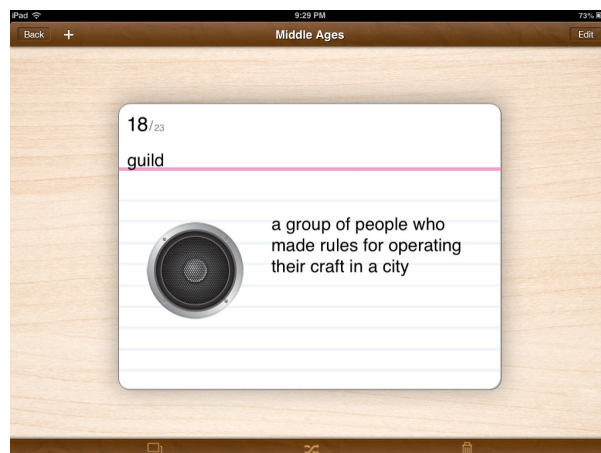 iPad 9:29 PM 73%
Back + Middle Ages Edit
18/23
guild
a group of people who
made rules for operating
their craft in a city